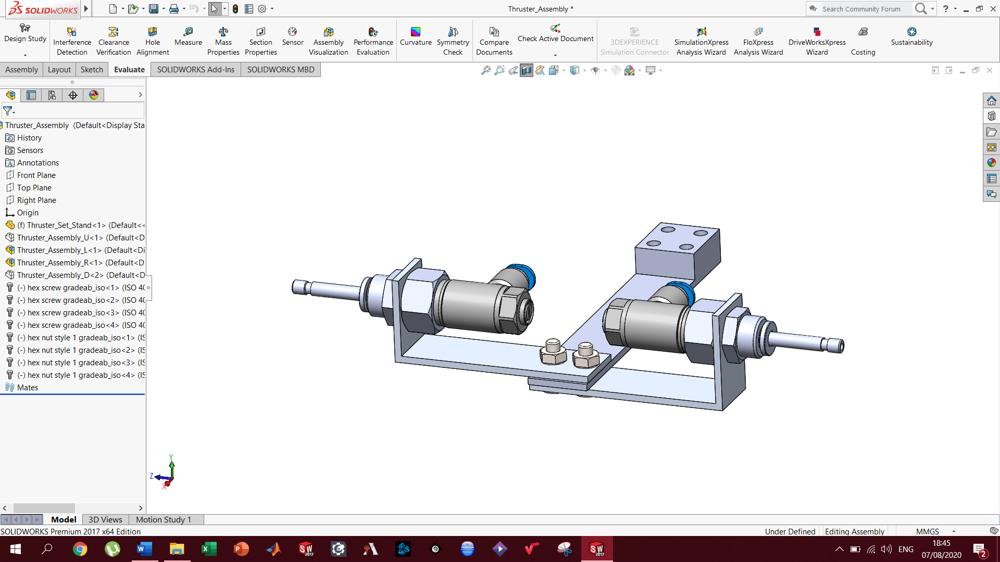 SOLIDWORKS
Thruster_Assembly *
Search Community Forum
?
Design Study
Interference Detection
Clearance Verification
Hole Alignment
Measure
Mass Properties
Section Properties
Sensor
Assembly Visualization
Performance Evaluation
Curvature
Symmetry Check
Compare Documents
Check Active Document
3DEXPERIENCE Simulation Connector
SimulationXpress Analysis Wizard
FloXpress Analysis Wizard
DriveWorksXpress Wizard
Costing
Sustainability
Assembly
Layout
Sketch
Evaluate
SOLIDWORKS Add-Ins
SOLIDWORKS MBD
Thruster_Assembly (Default<Display Sta
History
Sensors
Annotations
Front Plane
Top Plane
Right Plane
Origin
(f) Thruster_Set_Stand<1> (Default<<
Thruster_Assembly_U<1> (Default<D
Thruster_Assembly_L<1> (Default<Di
Thruster_Assembly_R<1> (Default<D
Thruster_Assembly_D<2> (Default<D
(-) hex screw gradeab_iso<1> (ISO 40
(-) hex screw gradeab_iso<2> (ISO 40
(-) hex screw gradeab_iso<3> (ISO 40
(-) hex screw gradeab_iso<4> (ISO 40
(-) hex nut style 1 gradeab_iso<1> (IS
(-) hex nut style 1 gradeab_iso<2> (IS
(-) hex nut style 1 gradeab_iso<3> (IS
(-) hex nut style 1 gradeab_iso<4> (IS
Mates
Y
Z
X
Model
3D Views
Motion Study 1
SOLIDWORKS Premium 2017 x64 Edition
Under Defined
Editing Assembly
MMGS
SW 2017
SW 2017
ENG
18:45
07/08/2020
2